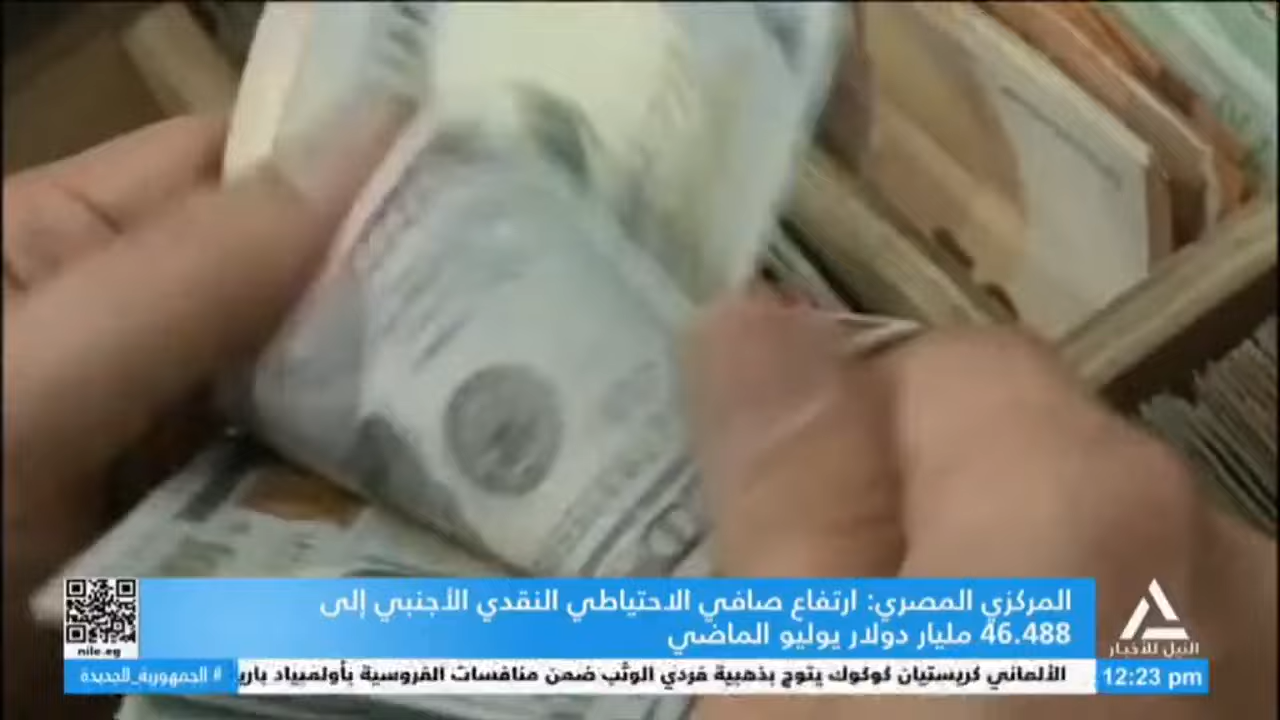 المركزي المصري: ارتفاع صافي الاحتياطي النقدي الأجنبي إلى
46.488 مليار دولار يوليو الماضي
النيل للأخبار
nile.eg
الألماني كريستيان كوكوك يتوج بذهبية فردي الوثب ضمن منافسات الفروسية بأولمبياد باري
# الجمهورية_الجديدة
12:23 pm